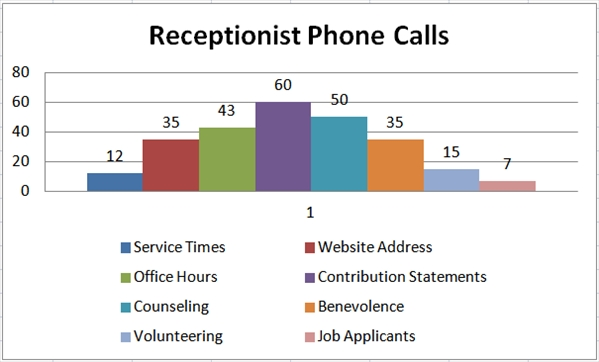 Receptionist Phone Calls
80
60
40
20
0
12
35
43
60
50
35
15
7
1
Service Times
Website Address
Office Hours
Contribution Statements
Counseling
Benevolence
Volunteering
Job Applicants